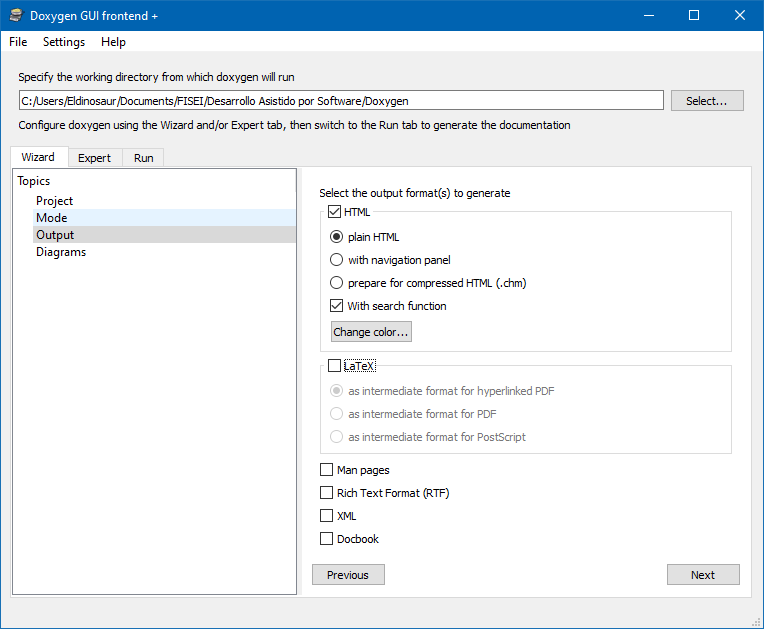 Doxygen GUI frontend +
File Settings Help
Specify the working directory from which doxygen will run
C:/Users/Eldinosaur/Documents/FISEI/Desarrollo Asistido por Software/Doxygen
Select...
Configure doxygen using the Wizard and/or Expert tab, then switch to the Run tab to generate the documentation
Wizard Expert Run
Topics
Project
Mode
Output
Diagrams
Select the output format(s) to generate
HTML
plain HTML
with navigation panel
prepare for compressed HTML (.chm)
With search function
Change color...
LaTeX
as intermediate format for hyperlinked PDF
as intermediate format for PDF
as intermediate format for PostScript
Man pages
Rich Text Format (RTF)
XML
Docbook
Previous
Next